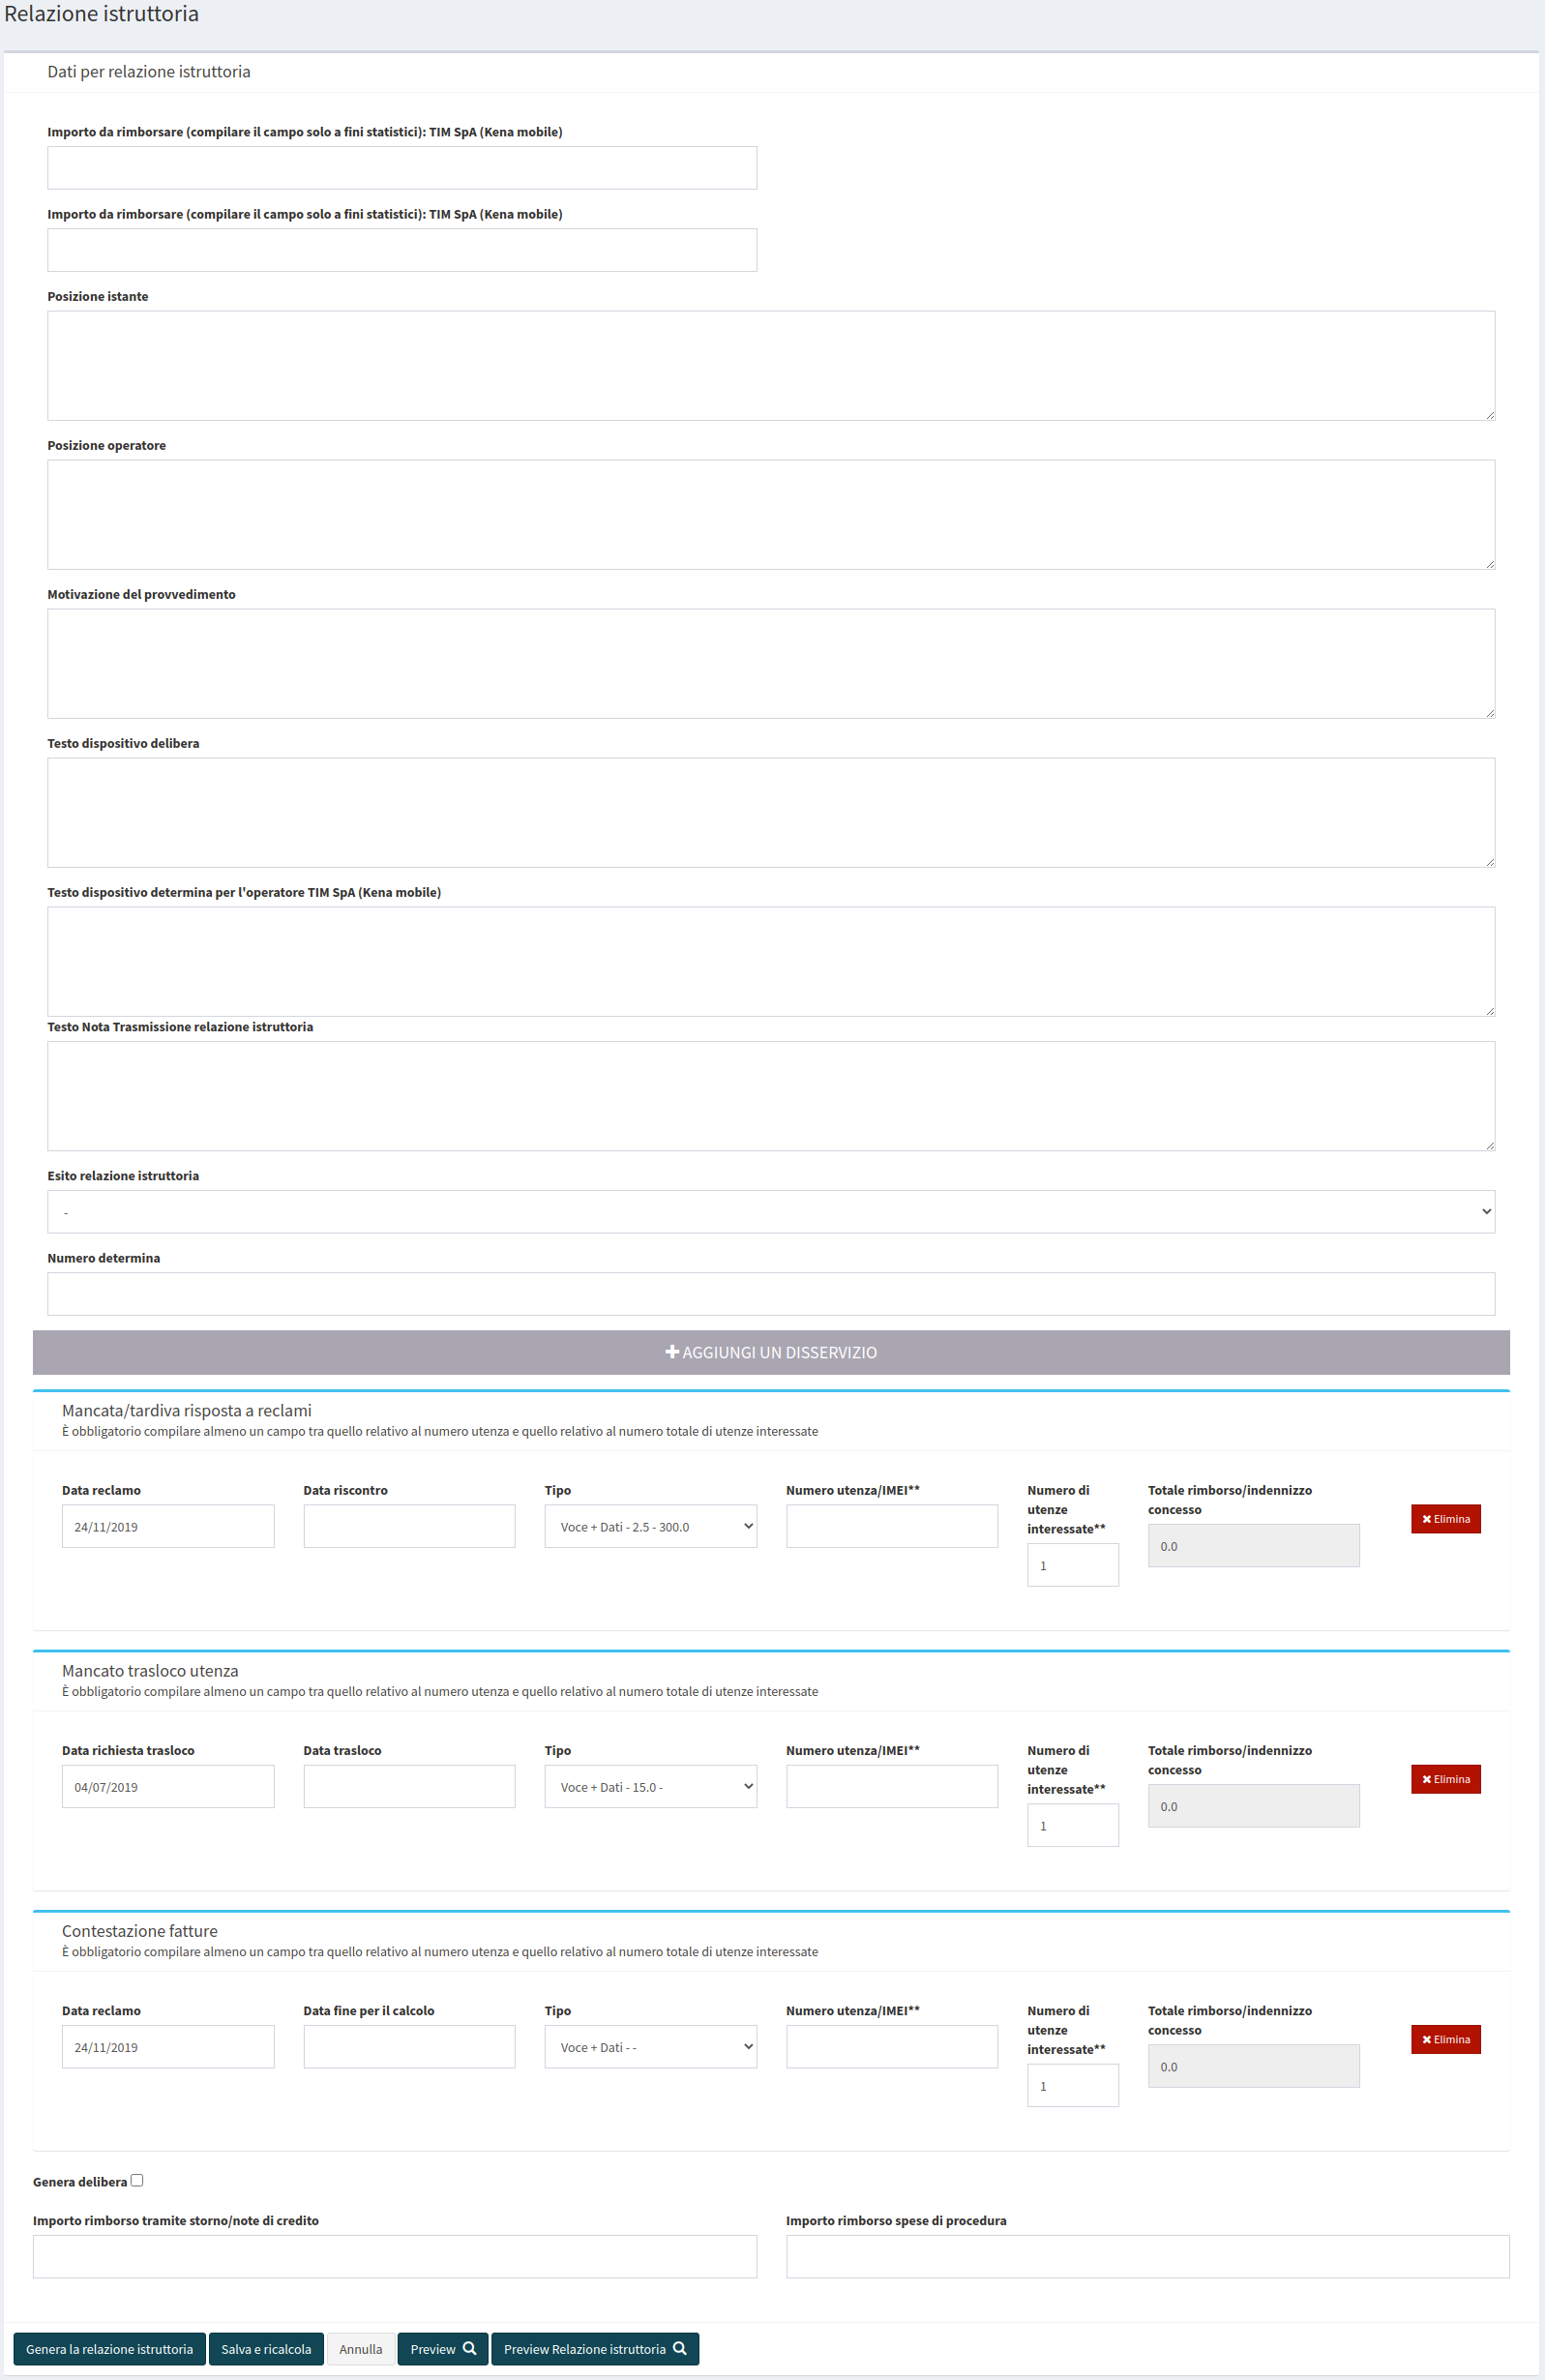 Relazione istruttoria
Dati per relazione istruttoria
Importo da rimborsare (compilare il campo solo a fini statistici): TIM SpA (Kena mobile)
Importo da rimborsare (compilare il campo solo a fini statistici): TIM SpA (Kena mobile)
Posizione istante
Posizione operatore
Motivazione del provvedimento
Testo dispositivo delibera
Testo dispositivo determina per l'operatore TIM SpA (Kena mobile)
Testo Nota Trasmissione relazione istruttoria
Esito relazione istruttoria
-
Numero determina
AGGIUNGI UN DISSERVIZIO
Mancata/tardiva risposta a reclami
È obbligatorio compilare almeno un campo tra quello relativo al numero utenza e quello relativo al numero totale di utenze interessate
Data reclamo
24/11/2019
Data riscontro
Tipo
Voce + Dati - 2.5 - 300.0
Numero utenza/IMEI**
Numero di
utenze
interessate**
1
Totale rimborso/indennizzo
concesso
0.0
Elimina
Mancato trasloco utenza
È obbligatorio compilare almeno un campo tra quello relativo al numero utenza e quello relativo al numero totale di utenze interessate
Data richiesta trasloco
04/07/2019
Data trasloco
Tipo
Voce + Dati - 15.0 -
Numero utenza/IMEI**
Numero di
utenze
interessate**
1
Totale rimborso/indennizzo
concesso
0.0
Elimina
Contestazione fatture
È obbligatorio compilare almeno un campo tra quello relativo al numero utenza e quello relativo al numero totale di utenze interessate
Data reclamo
24/11/2019
Data fine per il calcolo
Tipo
Voce + Dati - -
Numero utenza/IMEI**
Numero di
utenze
interessate**
1
Totale rimborso/indennizzo
concesso
0.0
Elimina
Genera delibera
Importo rimborso tramite storno/note di credito
Importo rimborso spese di procedura
Genera la relazione istruttoria
Salva e ricalcola
Annulla
Preview
Preview Relazione istruttoria